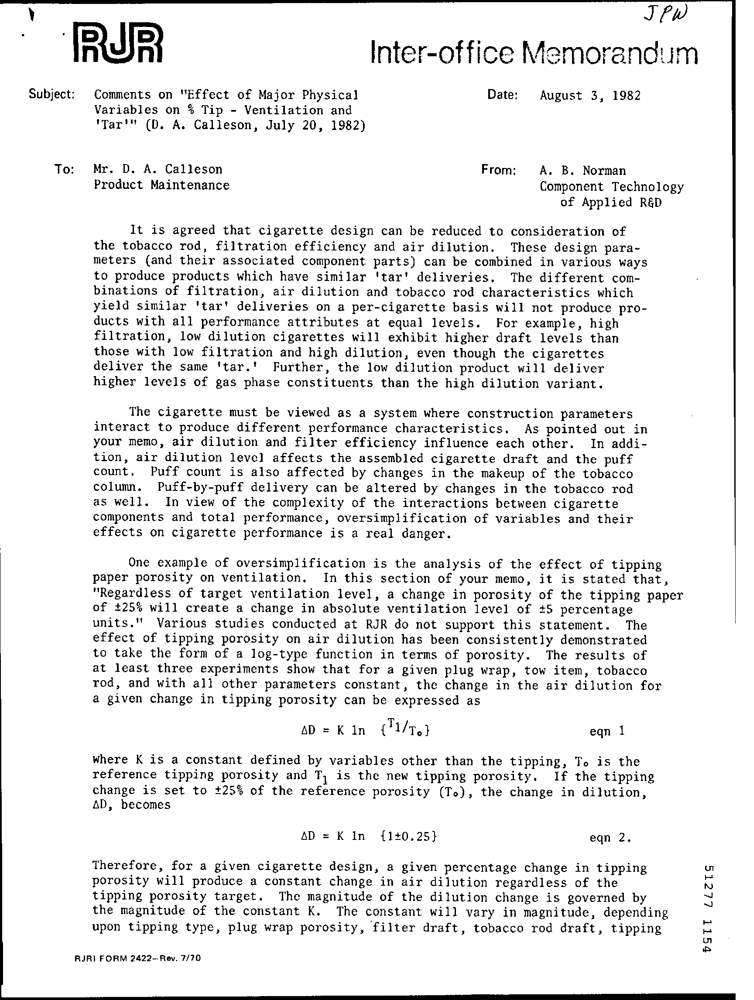 JPW
RJR
Inter-office Memorandum
Subject: Comments on "Effect of Major Physical
Variables on % Tip - Ventilation and
'Tar'" (D. A. Calleson, July 20, 1982)
Date: August 3, 1982
To: Mr. D. A. Calleson
Product Maintenance
From: A. B. Norman
Component Technology
of Applied R&D
It is agreed that cigarette design can be reduced to consideration of
the tobacco rod, filtration efficiency and air dilution. These design para-
meters (and their associated component parts) can be combined in various ways
to produce products which have similar 'tar' deliveries. The different com-
binations of filtration, air dilution and tobacco rod characteristics which
yield similar 'tar' deliveries on a per-cigarette basis will not produce pro-
ducts with all performance attributes at equal levels. For example, high
filtration, low dilution cigarettes will exhibit higher draft levels than
those with low filtration and high dilution, even though the cigarettes
deliver the same 'tar.' Further, the low dilution product will deliver
higher levels of gas phase constituents than the high dilution variant.
The cigarette must be viewed as a system where construction parameters
interact to produce different performance characteristics. As pointed out in
your memo, air dilution and filter efficiency influence each other. In addi-
tion, air dilution level affects the assembled cigarette draft and the puff
count. Puff count is also affected by changes in the makeup of the tobacco
column. Puff-by-puff delivery can be altered by changes in the tobacco rod
as well. In view of the complexity of the interactions between cigarette
components and total performance, oversimplification of variables and their
effects on cigarette performance is a real danger.
One example of oversimplification is the analysis of the effect of tipping
paper porosity on ventilation. In this section of your memo, it is stated that,
"Regardless of target ventilation level, a change in porosity of the tipping paper
of ±25% will create a change in absolute ventilation level of ±5 percentage
units." Various studies conducted at RJR do not support this statement. The
effect of tipping porosity on air dilution has been consistently demonstrated
to take the form of a log-type function in terms of porosity. The results of
at least three experiments show that for a given plug wrap, tow item, tobacco
rod, and with all other parameters constant, the change in the air dilution for
a given change in tipping porosity can be expressed as
ΔD = K ln {T₁/T₀} eqn 1
Where K is a constant defined by variables other than the tipping, T₀ is the
reference tipping porosity and T₁ is the new tipping porosity. If the tipping
change is set to ±25% of the reference porosity (T₀), the change in dilution,
ΔD, becomes
ΔD = K ln {1±0.25} eqn 2.
Therefore, for a given cigarette design, a given percentage change in tipping
porosity will produce a constant change in air dilution regardless of the
tipping porosity target. The magnitude of the dilution change is governed by
the magnitude of the constant K. The constant will vary in magnitude, depending
upon tipping type, plug wrap porosity, filter draft, tobacco rod draft, tipping
RJRI FORM 2422–Rev. 7/70
51277 1154